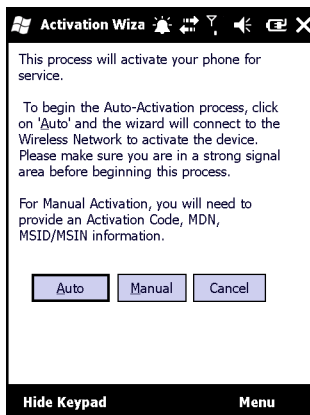 Activation Wiza
This process will activate your phone for
service.
To begin the Auto-Activation process, click
on 'Auto' and the wizard will connect to the
Wireless Network to activate the device.
Please make sure you are in a strong signal
area before beginning this process.
For Manual Activation, you will need to
provide an Activation Code, MDN,
MSID/MSIN information.
Auto Manual Cancel
Hide Keypad Menu